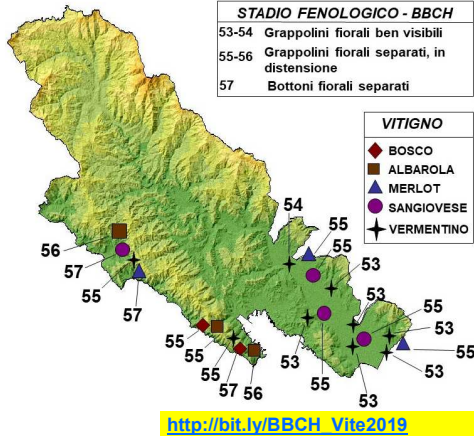 STADIO FENOLOGICO - BBCH
53-54 Grappolini fiorali ben visibili
55-56 Grappolini fiorali separati, in distensione
57 Bottoni fiorali separati
VITIGNO
BOSCO
ALBAROLA
MERLOT
SANGIOVESE
VERMENTINO
54
55
55
53
56
57
55
57
53
55
53
55
55
55
53
55
57
56
55
53
53
http://bit.ly/BBCH_Vite2019